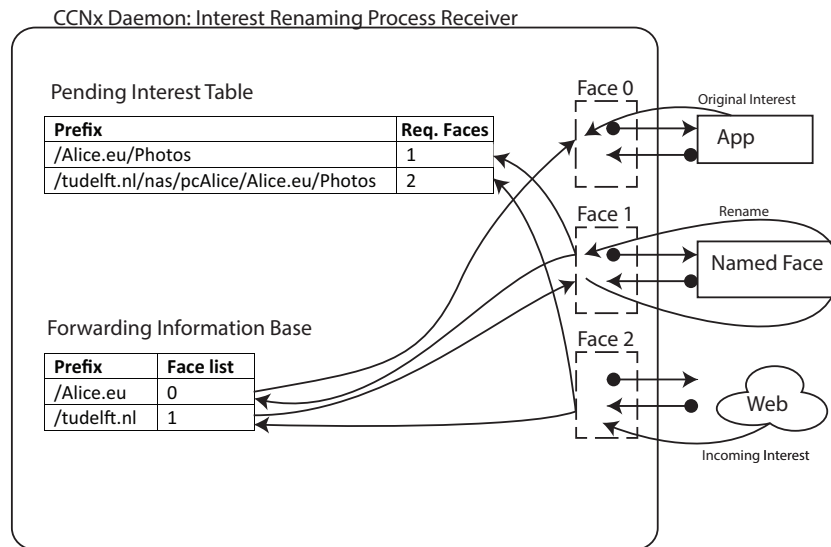 CCNx Daemon: Interest Renaming Process Receiver
Pending Interest Table
Prefix Req. Faces
/Alice.eu/Photos 1
/tudelft.nl/nas/pcAlice/Alice.eu/Photos 2
Forwarding Information Base
Prefix Face list
/Alice.eu 0
/tudelft.nl 1
Face 0
Original Interest
App
Face 1
Rename
Named Face
Face 2
Web
Incoming Interest